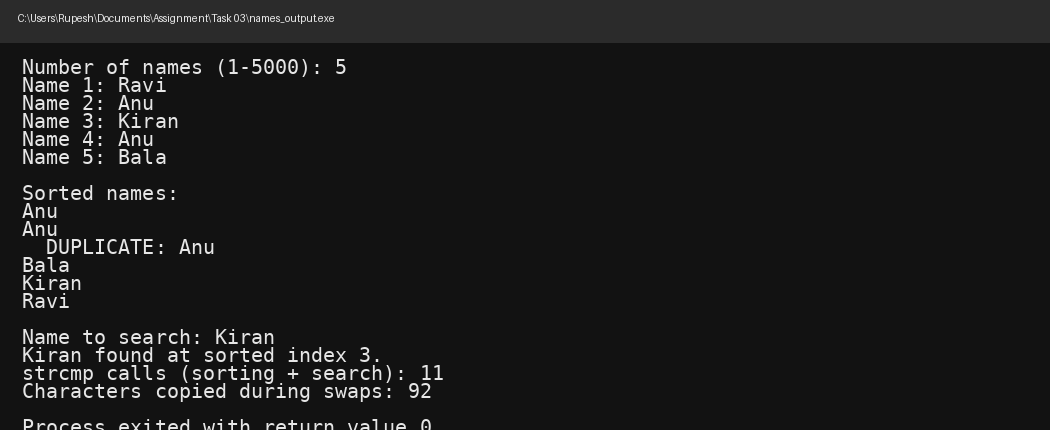 C:\Users\Rupesh\Documents\Assignment\Task 03\names_output.exe
Number of names (1-5000): 5
Name 1: Ravi
Name 2: Anu
Name 3: Kiran
Name 4: Anu
Name 5: Bala
Sorted names:
Anu
Anu
  DUPLICATE: Anu
Bala
Kiran
Ravi
Name to search: Kiran
Kiran found at sorted index 3.
strcmp calls (sorting + search): 11
Characters copied during swaps: 92
Process exited with return value 0